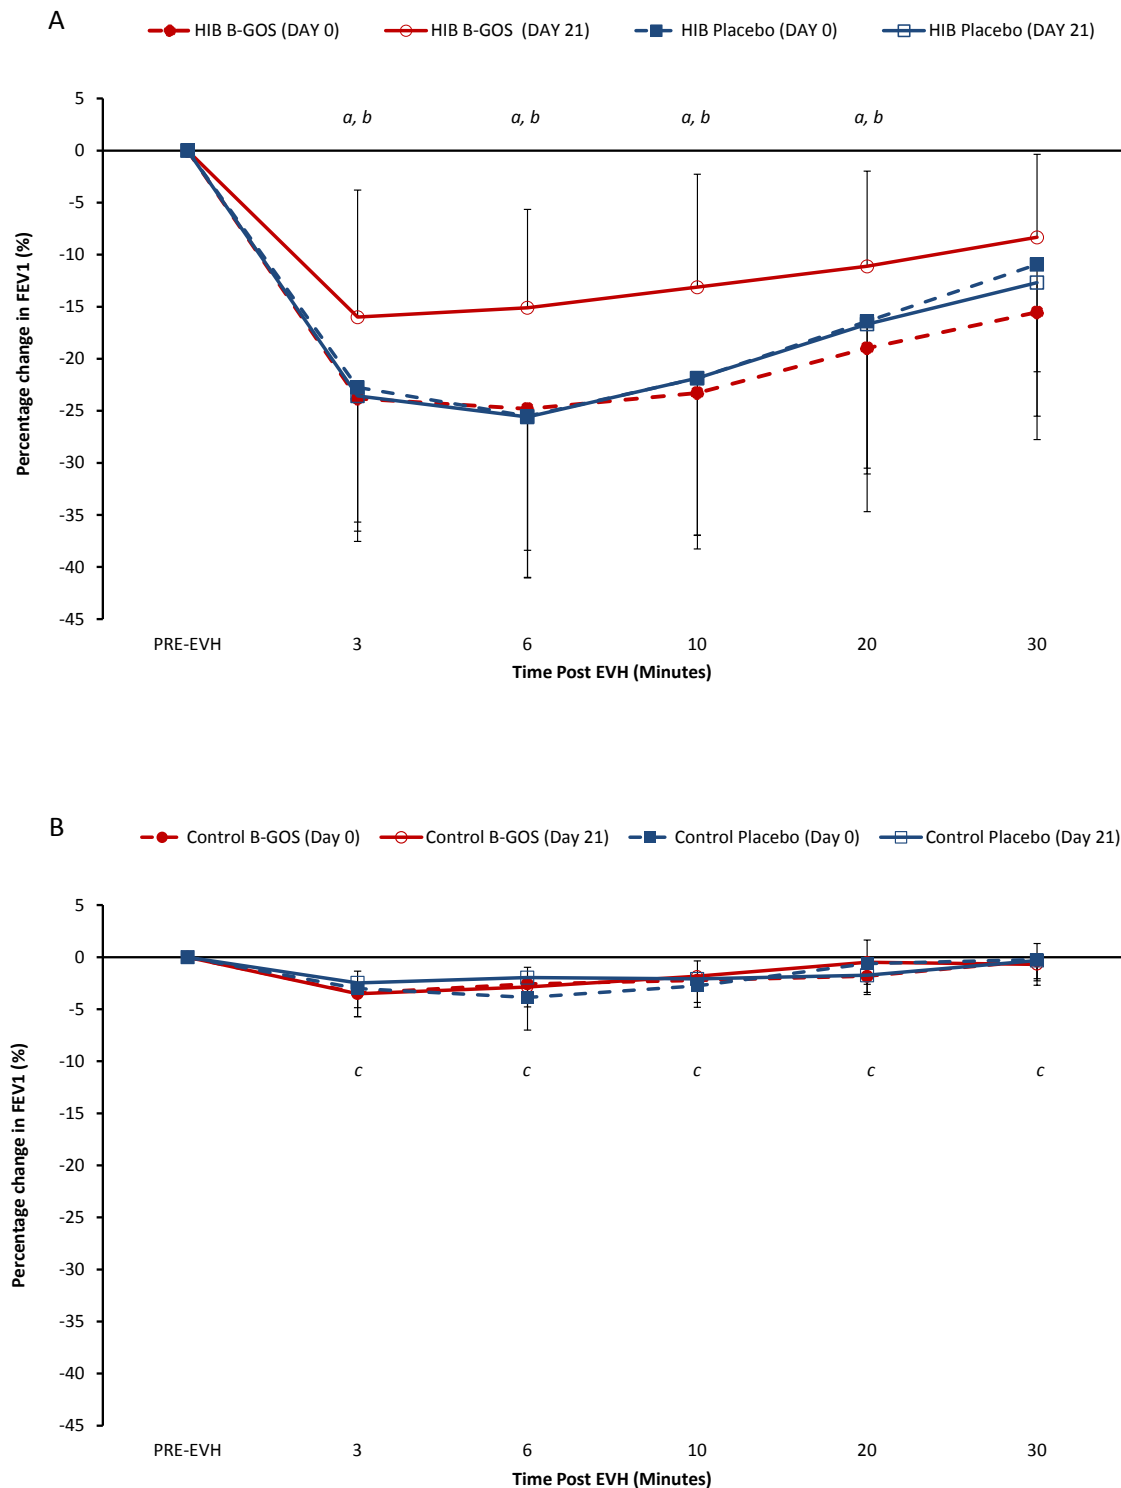 A
HIB B-GOS (DAY 0) HIB B-GOS (DAY 21) HIB Placebo (DAY 0) HIB Placebo (DAY 21)
5
a, b a, b a, b a, b
0
-5
-10
-15
-20
-25
-30
-35
-40
-45
Percentage change in FEV1 (%)
PRE-EVH 3 6 10 20 30
Time Post EVH (Minutes)
B
Control B-GOS (Day 0) Control B-GOS (Day 21) Control Placebo (Day 0) Control Placebo (Day 21)
5
0
-5
-10
c c c c c
-15
-20
-25
-30
-35
-40
-45
Percentage change in FEV1 (%)
PRE-EVH 3 6 10 20 30
Time Post EVH (Minutes)